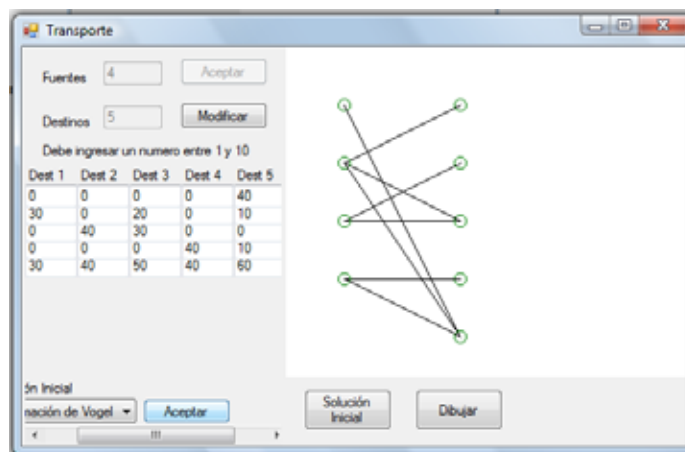 Transporte
Fuentes 4 Aceptar
Destinos 5 Modificar
Debe ingresar un numero entre 1 y 10
Dest 1 Dest 2 Dest 3 Dest 4 Dest 5
0 0 0 0 40
30 0 20 0 10
0 40 30 0 0
0 0 0 40 10
30 40 50 40 60
ón Inicial
mación de Vogel Aceptar
Solución
Inicial
Dibujar